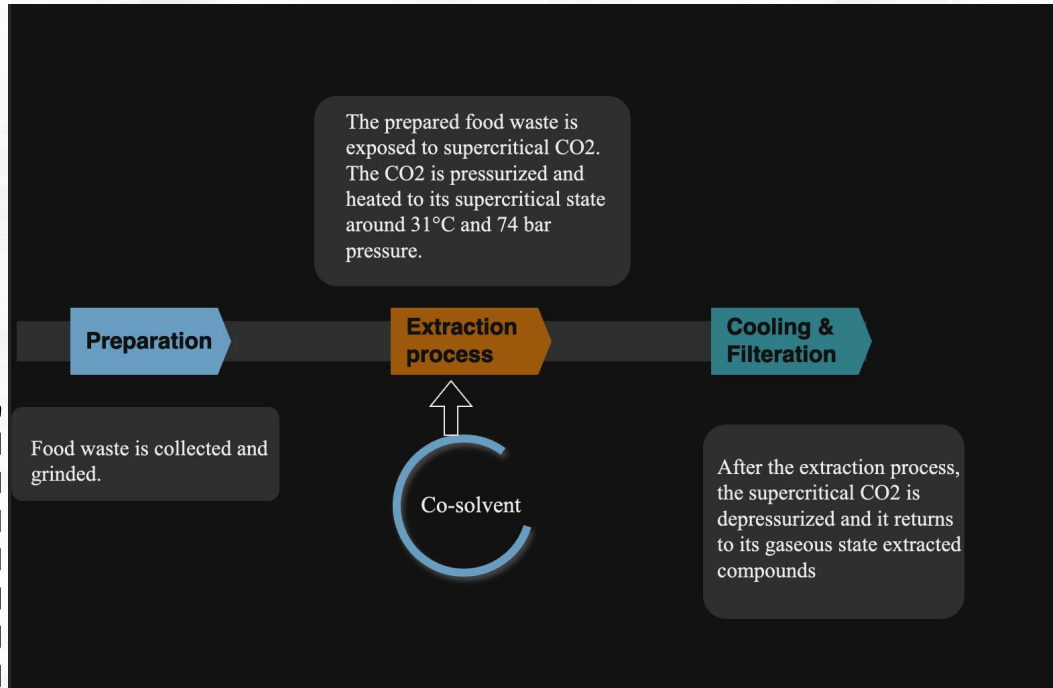 The prepared food waste is
exposed to supercritical CO2.
The CO2 is pressurized and
heated to its supercritical state
around 31°C and 74 bar
pressure.
Preparation
Extraction
process
Cooling &
Filteration
Food waste is collected and
grinded.
Co-solvent
After the extraction process,
the supercritical CO2 is
depressurized and it returns
to its gaseous state extracted
compounds